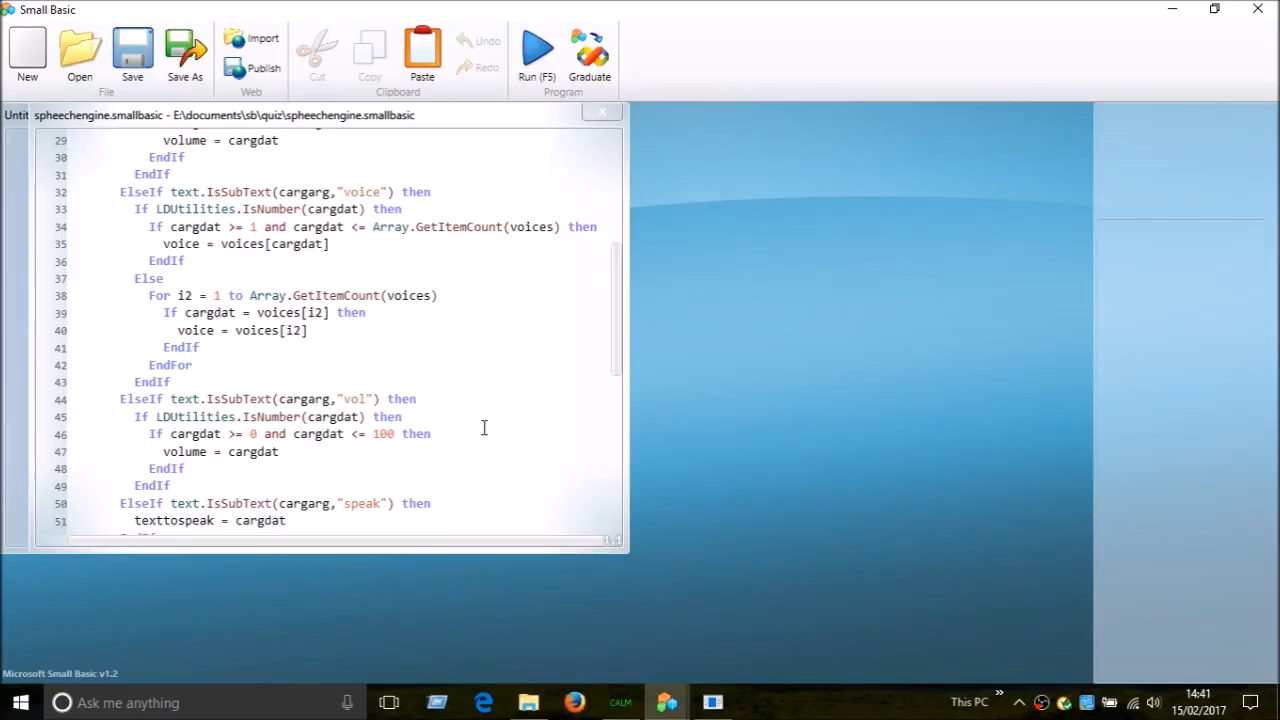 Small Basic
New
Open
Save
Save As
Import
Publish
Cut
Copy
Paste
Undo
Redo
Run (F5)
Graduate
File
Web
Clipboard
Program
Untit
spheechengine.smallbasic - E:\documents\sb\quiz\spheechengine.smallbasic
29 volume = cargdat
30 EndIf
31 EndIf
32 ElseIf text.IsSubText(cargarg,"voice") then
33 If LDUtilities.IsNumber(cargdat) then
34 If cargdat >= 1 and cargdat <= Array.GetItemCount(voices) then
35 voice = voices[cargdat]
36 EndIf
37 Else
38 For i2 = 1 to Array.GetItemCount(voices)
39 If cargdat = voices[i2] then
40 voice = voices[i2]
41 EndIf
42 EndFor
43 EndIf
44 ElseIf text.IsSubText(cargarg,"vol") then
45 If LDUtilities.IsNumber(cargdat) then
46 If cargdat >= 0 and cargdat <= 100 then
47 volume = cargdat
48 EndIf
49 EndIf
50 ElseIf text.IsSubText(cargarg,"speak") then
51 texttospeak = cargdat
1,1
Microsoft Small Basic v1.2
Ask me anything
CALM
This PC
14:41
15/02/2017